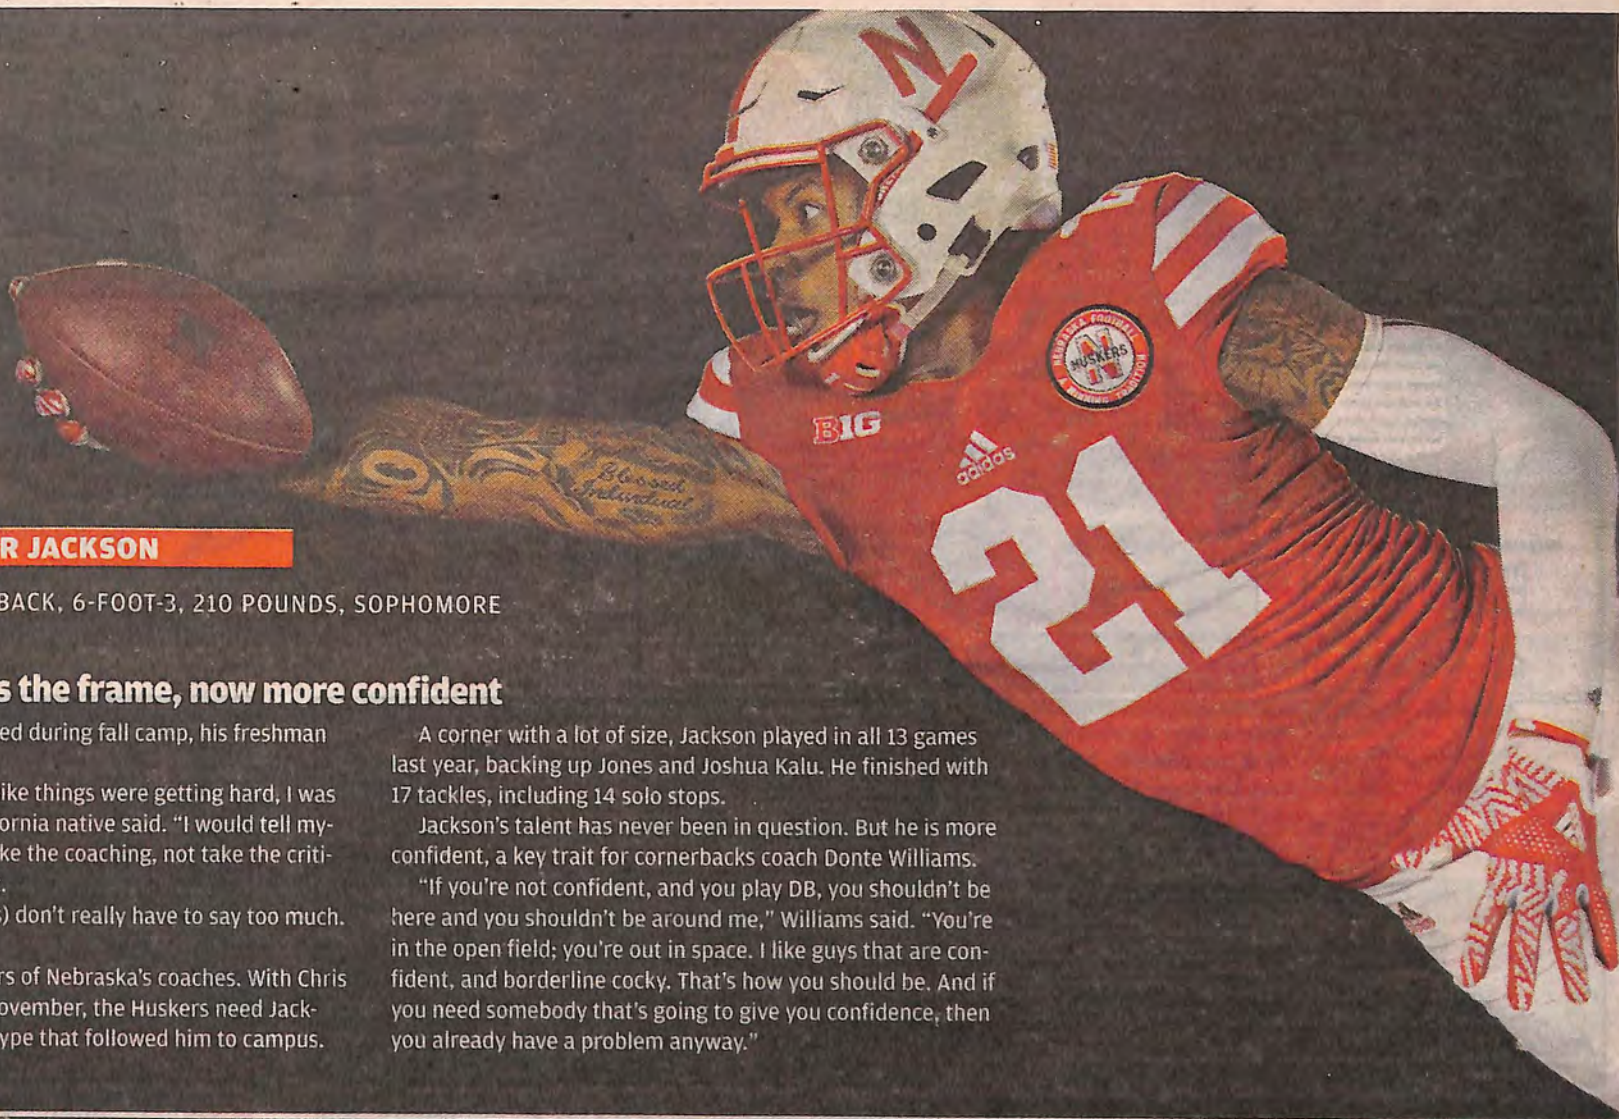 N
NEBRASKA FOOTBALL
HUSKERS
WINNING TRADITION
BIG
adidas
21
Blessed
Individual
R JACKSON
BACK, 6-FOOT-3, 210 POUNDS, SOPHOMORE
s the frame, now more confident
ed during fall camp, his freshman
ike things were getting hard, I was
ornia native said. “I would tell my-
ke the coaching, not take the criti-
.
) don’t really have to say too much.
rs of Nebraska’s coaches. With Chris
ovember, the Huskers need Jack-
ype that followed him to campus.
A corner with a lot of size, Jackson played in all 13 games
last year, backing up Jones and Joshua Kalu. He finished with
17 tackles, including 14 solo stops.
Jackson’s talent has never been in question. But he is more
confident, a key trait for cornerbacks coach Donte Williams.
“If you’re not confident, and you play DB, you shouldn’t be
here and you shouldn’t be around me,” Williams said. “You’re
in the open field; you’re out in space. I like guys that are con-
fident, and borderline cocky. That’s how you should be. And if
you need somebody that’s going to give you confidence, then
you already have a problem anyway.”